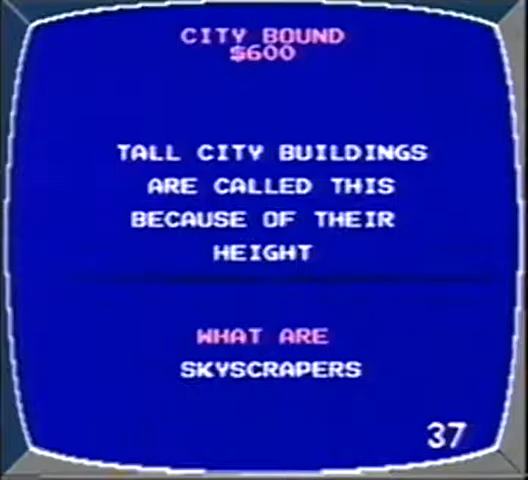 CITY BOUND
$600
TALL CITY BUILDINGS
ARE CALLED THIS
BECAUSE OF THEIR
HEIGHT
WHAT ARE
SKYSCRAPERS
37